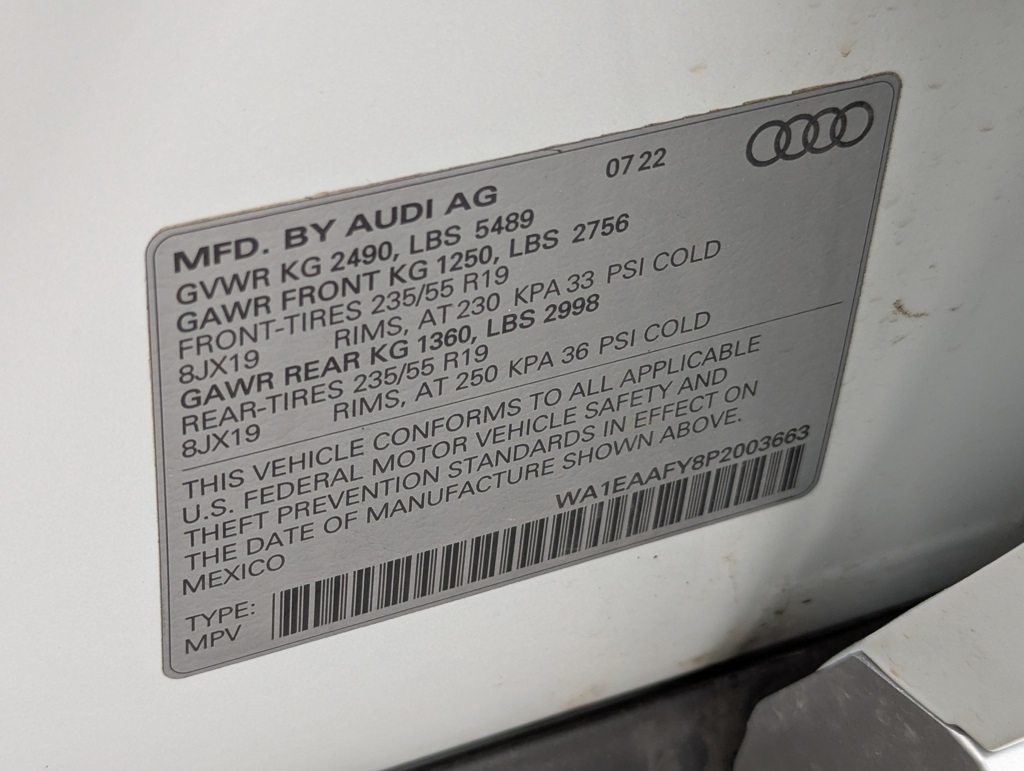 07 22
MFD. BY AUDI AG
GVWR KG 2490, LBS 5489
GAWR FRONT KG 1250, LBS 2756
FRONT-TIRES 235/55 R19
8JX19 RIMS, AT 230 KPA 33 PSI COLD
GAWR REAR KG 1360, LBS 2998
REAR-TIRES 235/55 R19
8JX19 RIMS, AT 250 KPA 36 PSI COLD
THIS VEHICLE CONFORMS TO ALL APPLICABLE
U.S. FEDERAL MOTOR VEHICLE SAFETY AND
THEFT PREVENTION STANDARDS IN EFFECT ON
THE DATE OF MANUFACTURE SHOWN ABOVE.
MEXICO
WA1EAAFY8P2003663
TYPE:
MPV